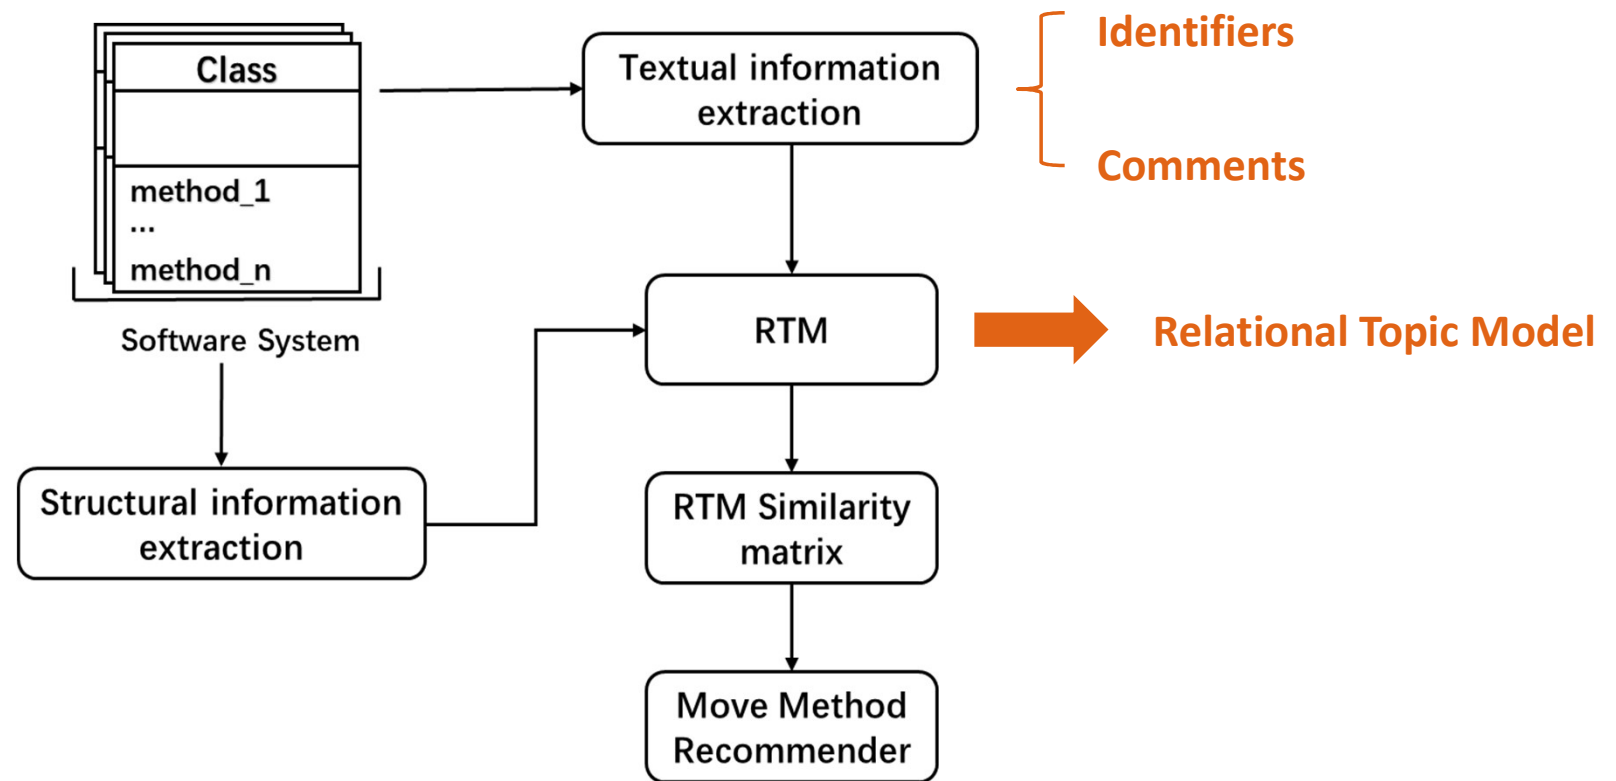 Class
method_1
...
method_n
Software System
Structural information
extraction
Textual information
extraction
Identifiers
Comments
RTM
Relational Topic Model
RTM Similarity
matrix
Move Method
Recommender